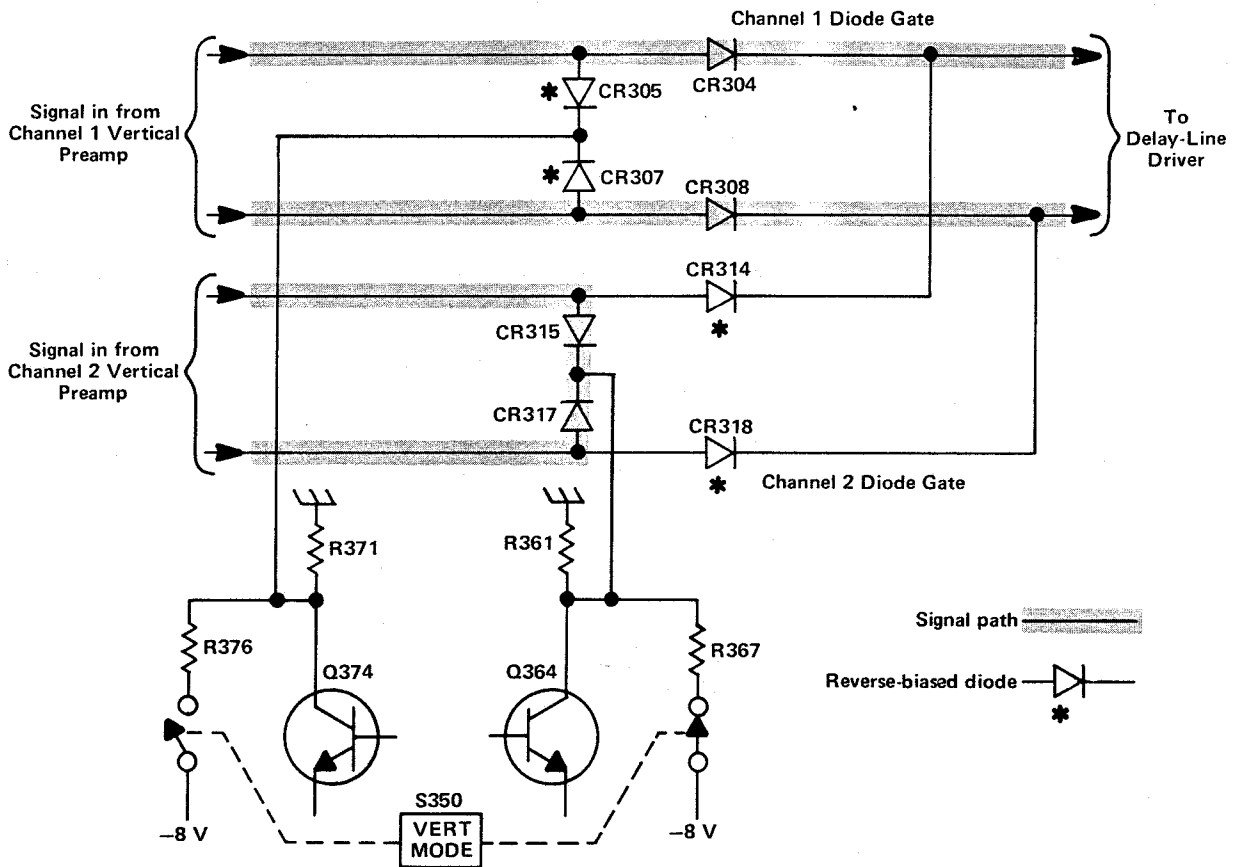 Channel 1 Diode Gate
CR304
CR305
Signal in from
Channel 1 Vertical
Preamp
To
Delay-Line
Driver
CR307
CR308
CR314
CR315
Signal in from
Channel 2 Vertical
Preamp
CR317
CR318
Channel 2 Diode Gate
R371
R361
R376
R367
Signal path
Q374
Q364
Reverse-biased diode
S350
VERT
MODE
–8 V
–8 V